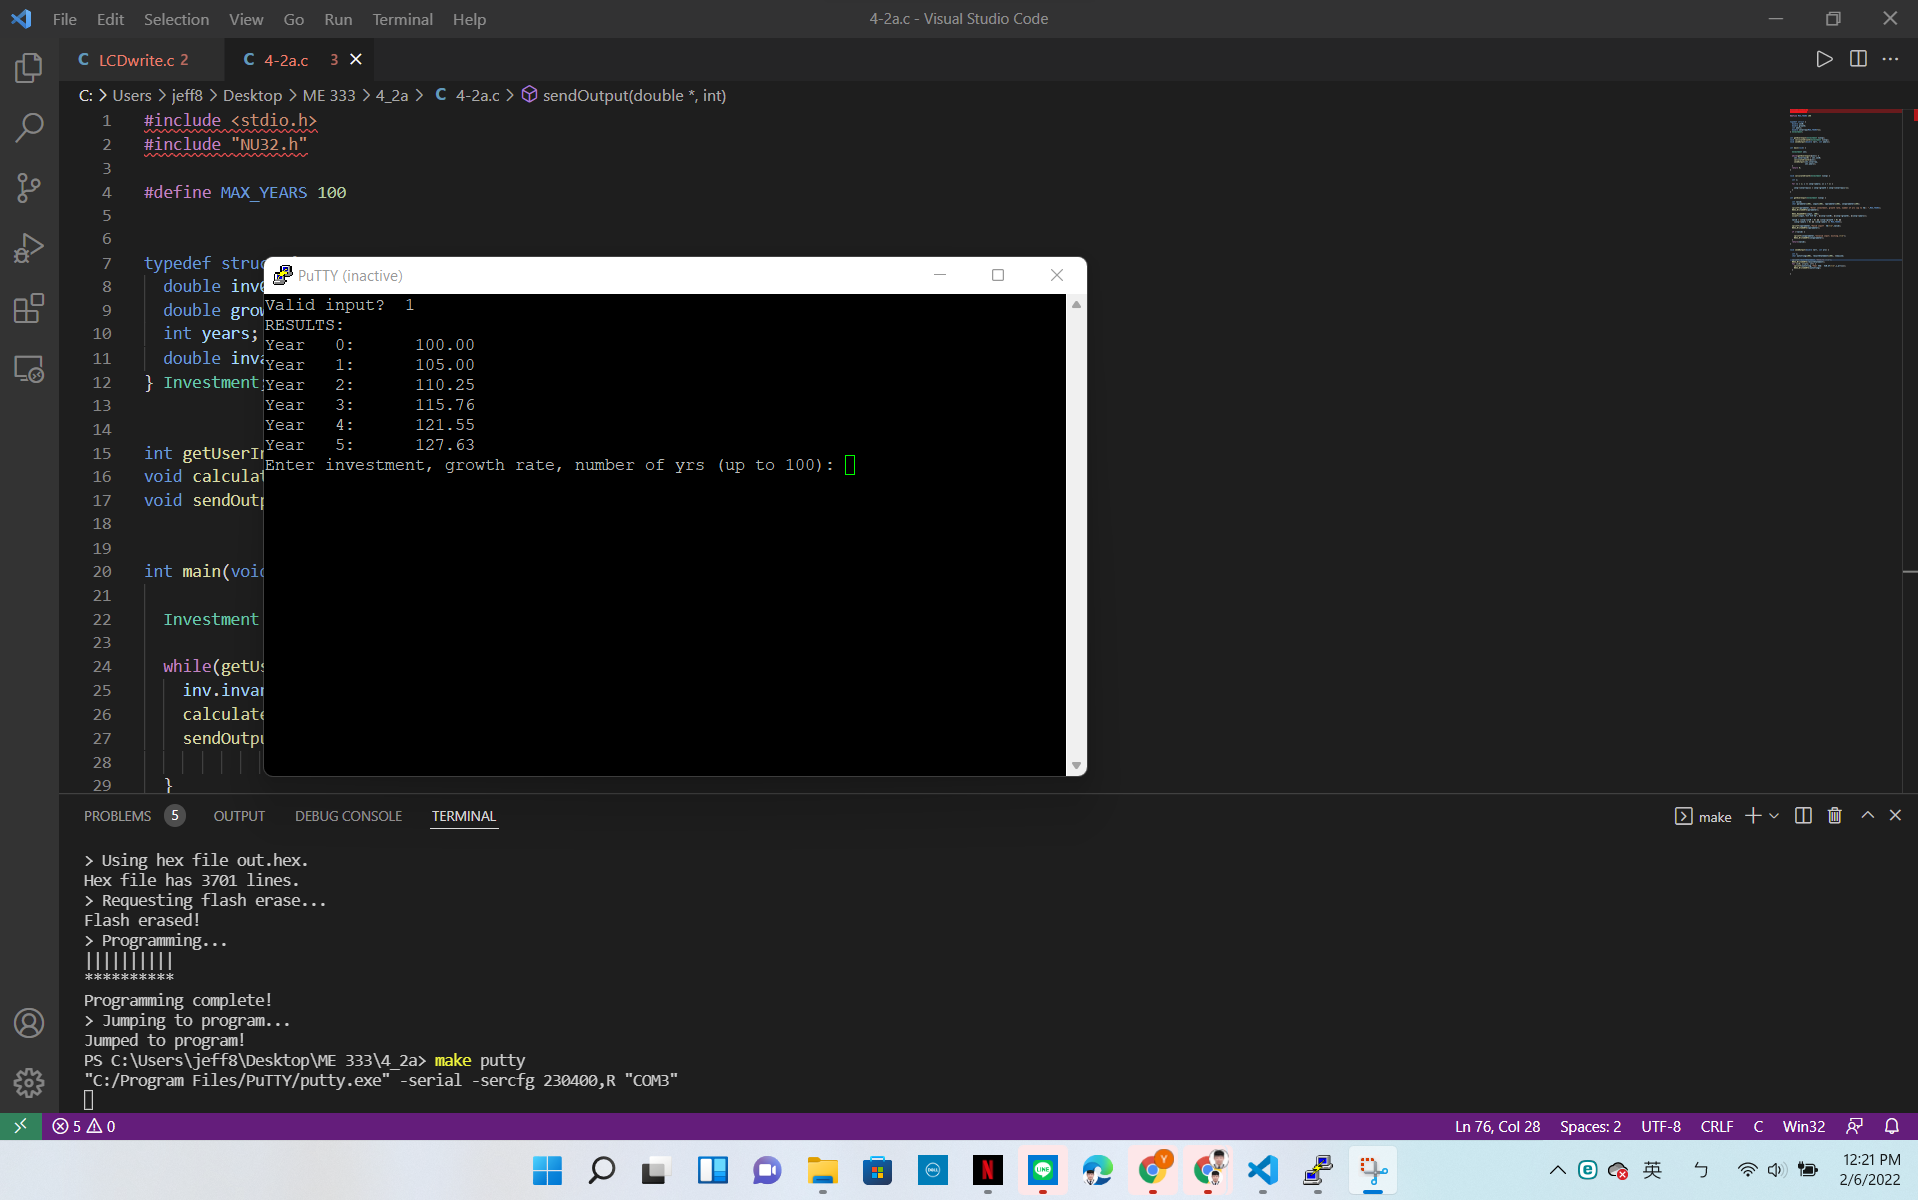 File Edit Selection View Go Run Terminal Help
4-2a.c - Visual Studio Code
C LCDwrite.c 2
C 4-2a.c 3
C: > Users > jeff8 > Desktop > ME 333 > 4_2a > C 4-2a.c > sendOutput(double *, int)
1 #include <stdio.h>
2 #include "NU32.h"
3
4 #define MAX_YEARS 100
5
6
7 typedef struc
8 double inv
9 double grow
10 int years;
11 double inva
12 } Investment;
13
14
15 int getUserIn
16 void calculat
17 void sendOutp
18
19
20 int main(void
21
22 Investment
23
24 while(getUs
25 inv.invar
26 calculate
27 sendOutpu
28
29 }
PuTTY (inactive)
Valid input? 1
RESULTS:
Year 0: 100.00
Year 1: 105.00
Year 2: 110.25
Year 3: 115.76
Year 4: 121.55
Year 5: 127.63
Enter investment, growth rate, number of yrs (up to 100):
PROBLEMS 5 OUTPUT DEBUG CONSOLE TERMINAL
make
> Using hex file out.hex.
Hex file has 3701 lines.
> Requesting flash erase...
Flash erased!
> Programming...
||||||||||
**********
Programming complete!
> Jumping to program...
Jumped to program!
PS C:\Users\jeff8\Desktop\ME 333\4_2a> make putty
"C:/Program Files/PuTTY/putty.exe" -serial -sercfg 230400,R "COM3"
5 0
Ln 76, Col 28 Spaces: 2 UTF-8 CRLF C Win32
DELL
N
LINE
Y
e
英
ㄅ
12:21 PM
2/6/2022